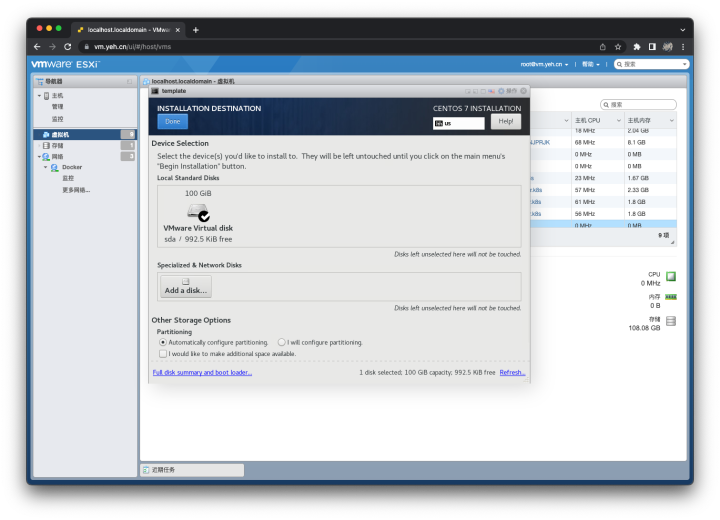 localhost.localdomain - VMwar
vm.yeh.cn/ui/#/host/vms
vmware ESXi
root@vm.yeh.cn
帮助
搜索
导航器
主机
管理
监控
虚拟机
存储
1
网络
3
Docker
监控
更多网络...
localhost.localdomain - 虚拟机
template
INSTALLATION DESTINATION
CENTOS 7 INSTALLATION
Done
us
Help!
Device Selection
Select the device(s) you'd like to install to. They will be left untouched until you click on the main menu's
"Begin Installation" button.
Local Standard Disks
100 GiB
VMware Virtual disk
sda / 992.5 KiB free
Disks left unselected here will not be touched.
Specialized & Network Disks
Add a disk...
Disks left unselected here will not be touched.
Other Storage Options
Partitioning
Automatically configure partitioning.
I will configure partitioning.
I would like to make additional space available.
Full disk summary and boot loader...
1 disk selected; 100 GiB capacity; 992.5 KiB free
Refresh...
搜索
主机 CPU
主机内存
18 MHz
2.04 GB
68 MHz
8.1 GB
0 MHz
0 MB
0 MHz
0 MB
23 MHz
1.67 GB
57 MHz
2.33 GB
61 MHz
1.8 GB
56 MHz
1.8 GB
0 MHz
0 MB
9 项
CPU
0 MHz
内存
0 B
存储
108.08 GB
近期任务